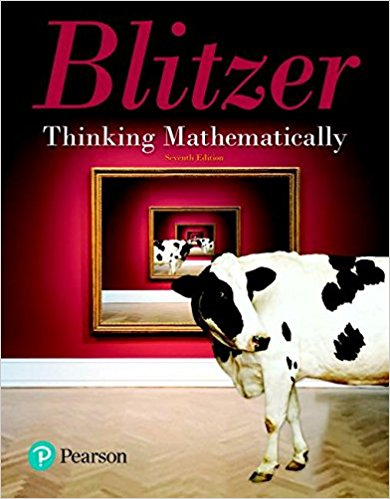 Blitzer
Thinking Mathematically
Seventh Edition
Pearson